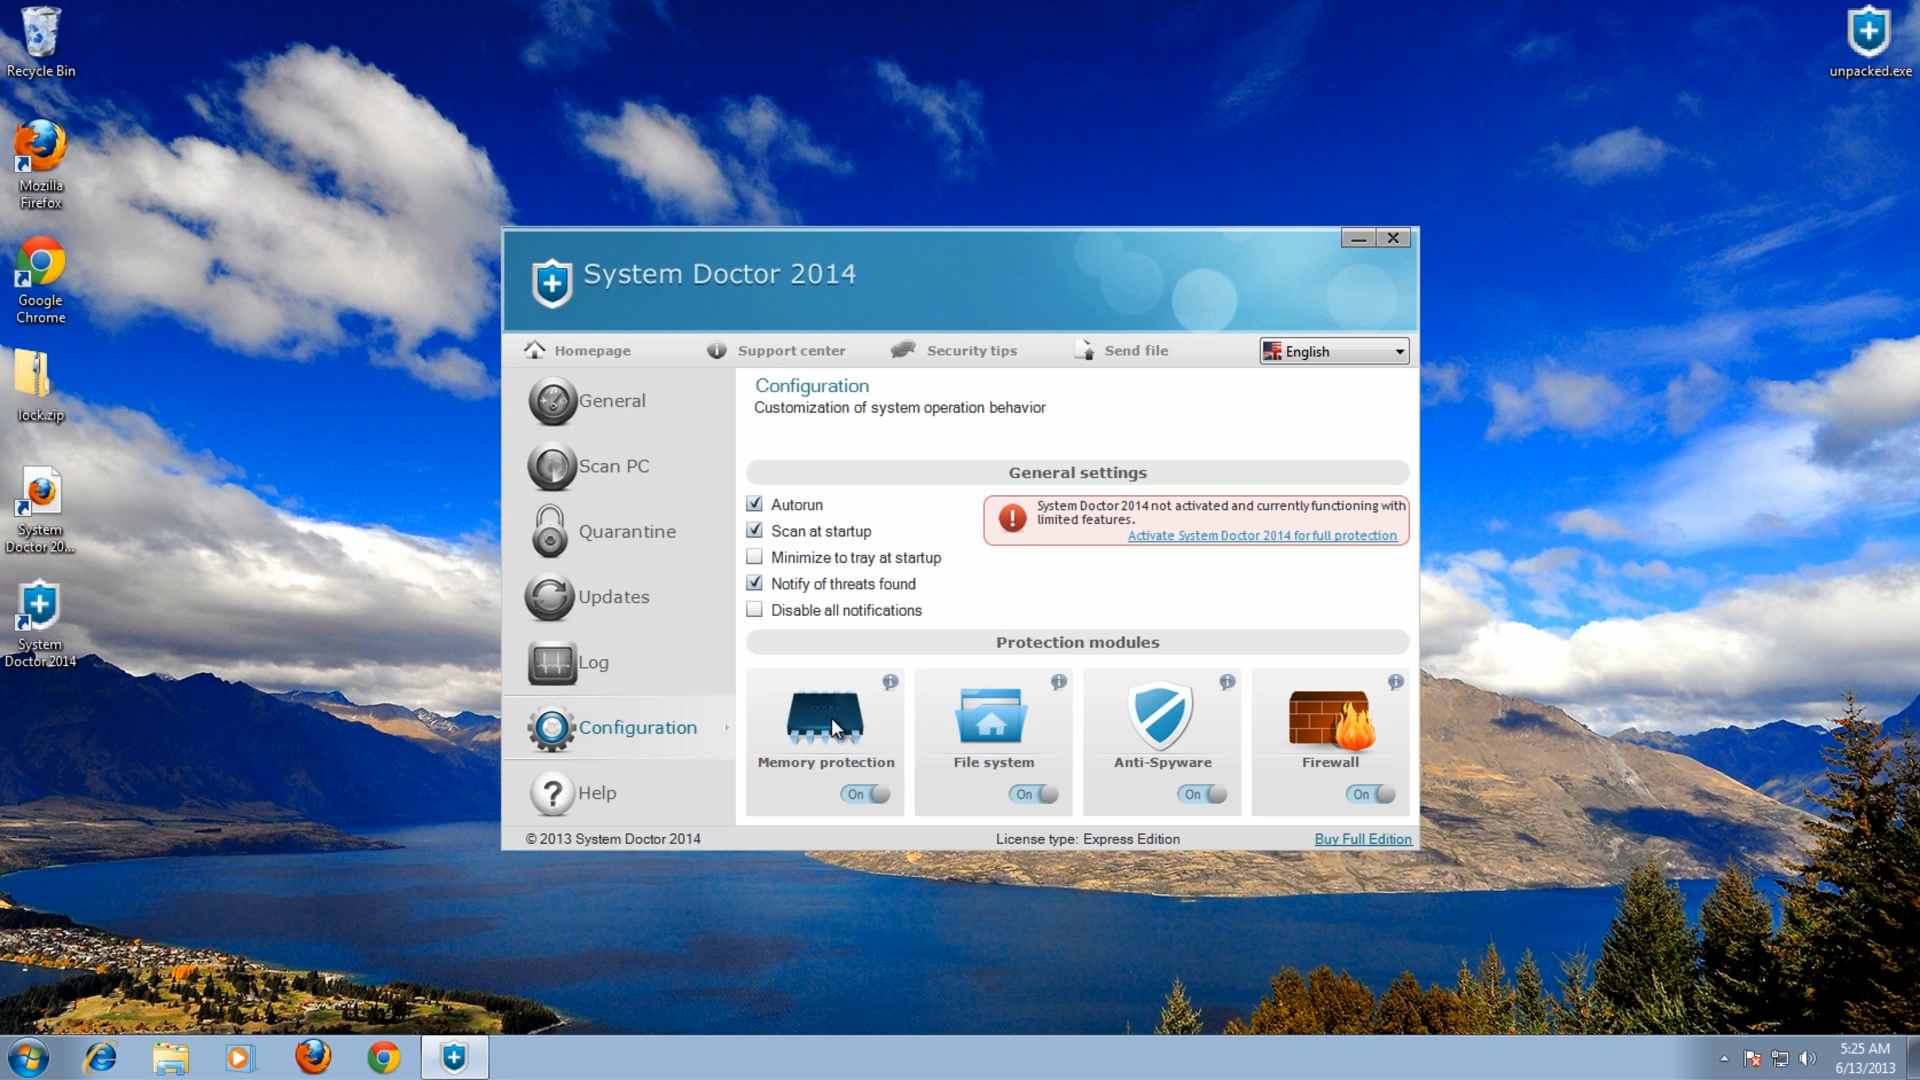 Recycle Bin
unpacked.exe
Mozilla
Firefox
Google
Chrome
lock.zip
System
Doctor 20...
System
Doctor 2014
System Doctor 2014
Homepage
Support center
Security tips
Send file
English
General
Scan PC
Quarantine
Updates
Log
Configuration
Help
Configuration
Customization of system operation behavior
General settings
Autorun
Scan at startup
Minimize to tray at startup
Notify of threats found
Disable all notifications
System Doctor 2014 not activated and currently functioning with
limited features.
Activate System Doctor 2014 for full protection
Protection modules
RAM
Memory protection
On
File system
On
Anti-Spyware
On
Firewall
On
© 2013 System Doctor 2014
License type: Express Edition
Buy Full Edition
5:25 AM
6/13/2013